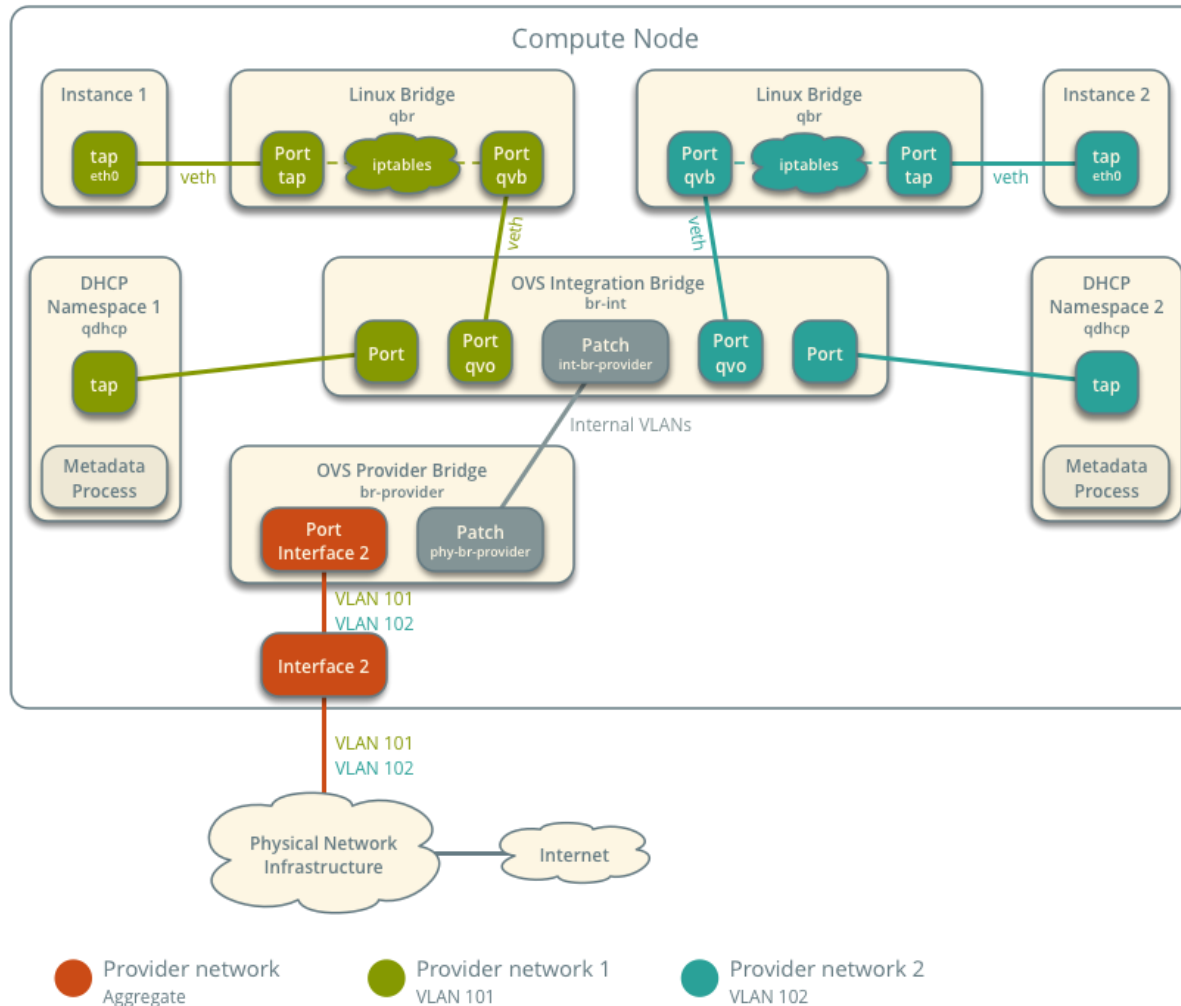 Compute Node
Instance 1
tap
eth0
veth
Linux Bridge
qbr
Port
tap
iptables
Port
qvb
veth
Linux Bridge
qbr
Port
qvb
iptables
Port
tap
veth
veth
Instance 2
tap
eth0
DHCP
Namespace 1
qdhcp
tap
Metadata
Process
OVS Integration Bridge
br-int
Port
Port
qvo
Patch
int-br-provider
Port
qvo
Port
DHCP
Namespace 2
qdhcp
tap
Metadata
Process
Internal VLANs
OVS Provider Bridge
br-provider
Port
Interface 2
Patch
phy-br-provider
VLAN 101
VLAN 102
Interface 2
VLAN 101
VLAN 102
Physical Network
Infrastructure
Internet
Provider network
Aggregate
Provider network 1
VLAN 101
Provider network 2
VLAN 102